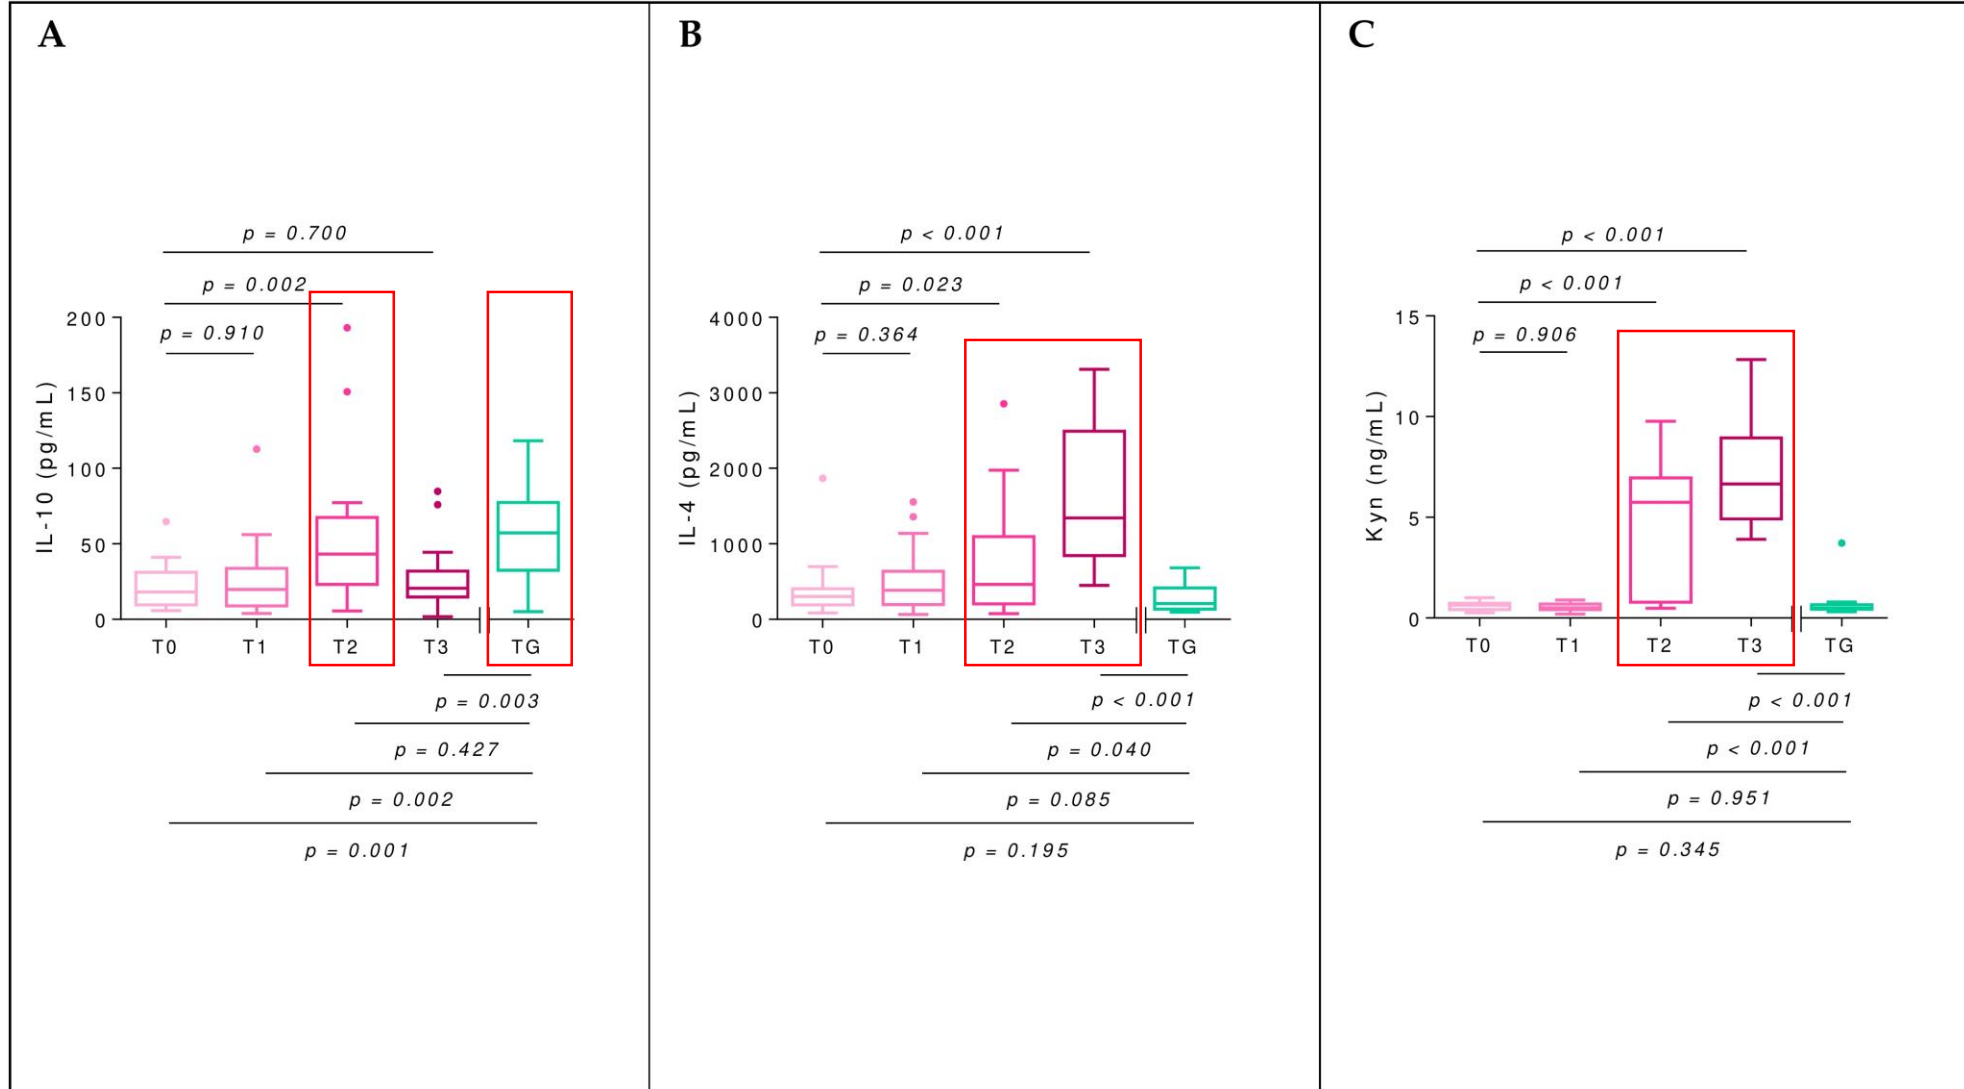 A
p = 0.700
p = 0.002
p = 0.910
IL-10 (pg/mL)
200
150
100
50
0
T0 T1 T2 T3 TG
p = 0.003
p = 0.427
p = 0.002
p = 0.001
B
p < 0.001
p = 0.023
p = 0.364
IL-4 (pg/mL)
4000
3000
2000
1000
0
T0 T1 T2 T3 TG
p < 0.001
p = 0.040
p = 0.085
p = 0.195
C
p < 0.001
p < 0.001
p = 0.906
Kyn (ng/mL)
15
10
5
0
T0 T1 T2 T3 TG
p < 0.001
p < 0.001
p = 0.951
p = 0.345